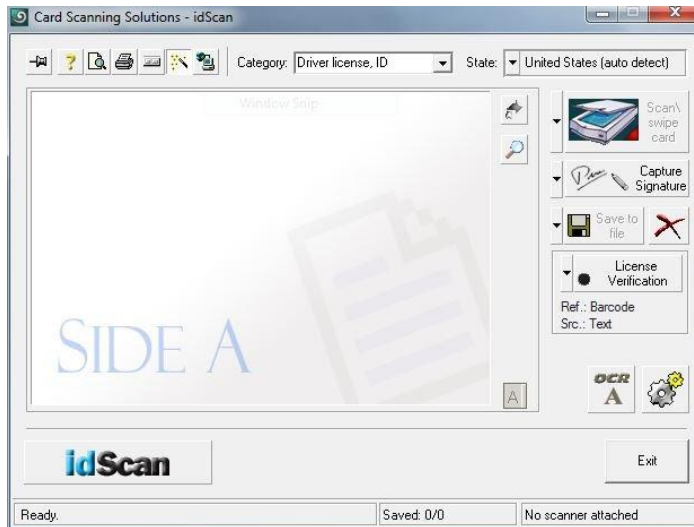 Card Scanning Solutions - idScan
Category: Driver license, ID State: United States (auto detect)
Window Snip
Scan\
swipe
card
Capture
Signature
Save to
file
License
Verification
Ref.: Barcode
Src.: Text
SIDE A
A
OCR
A
idScan
Exit
Ready. Saved: 0/0 No scanner attached